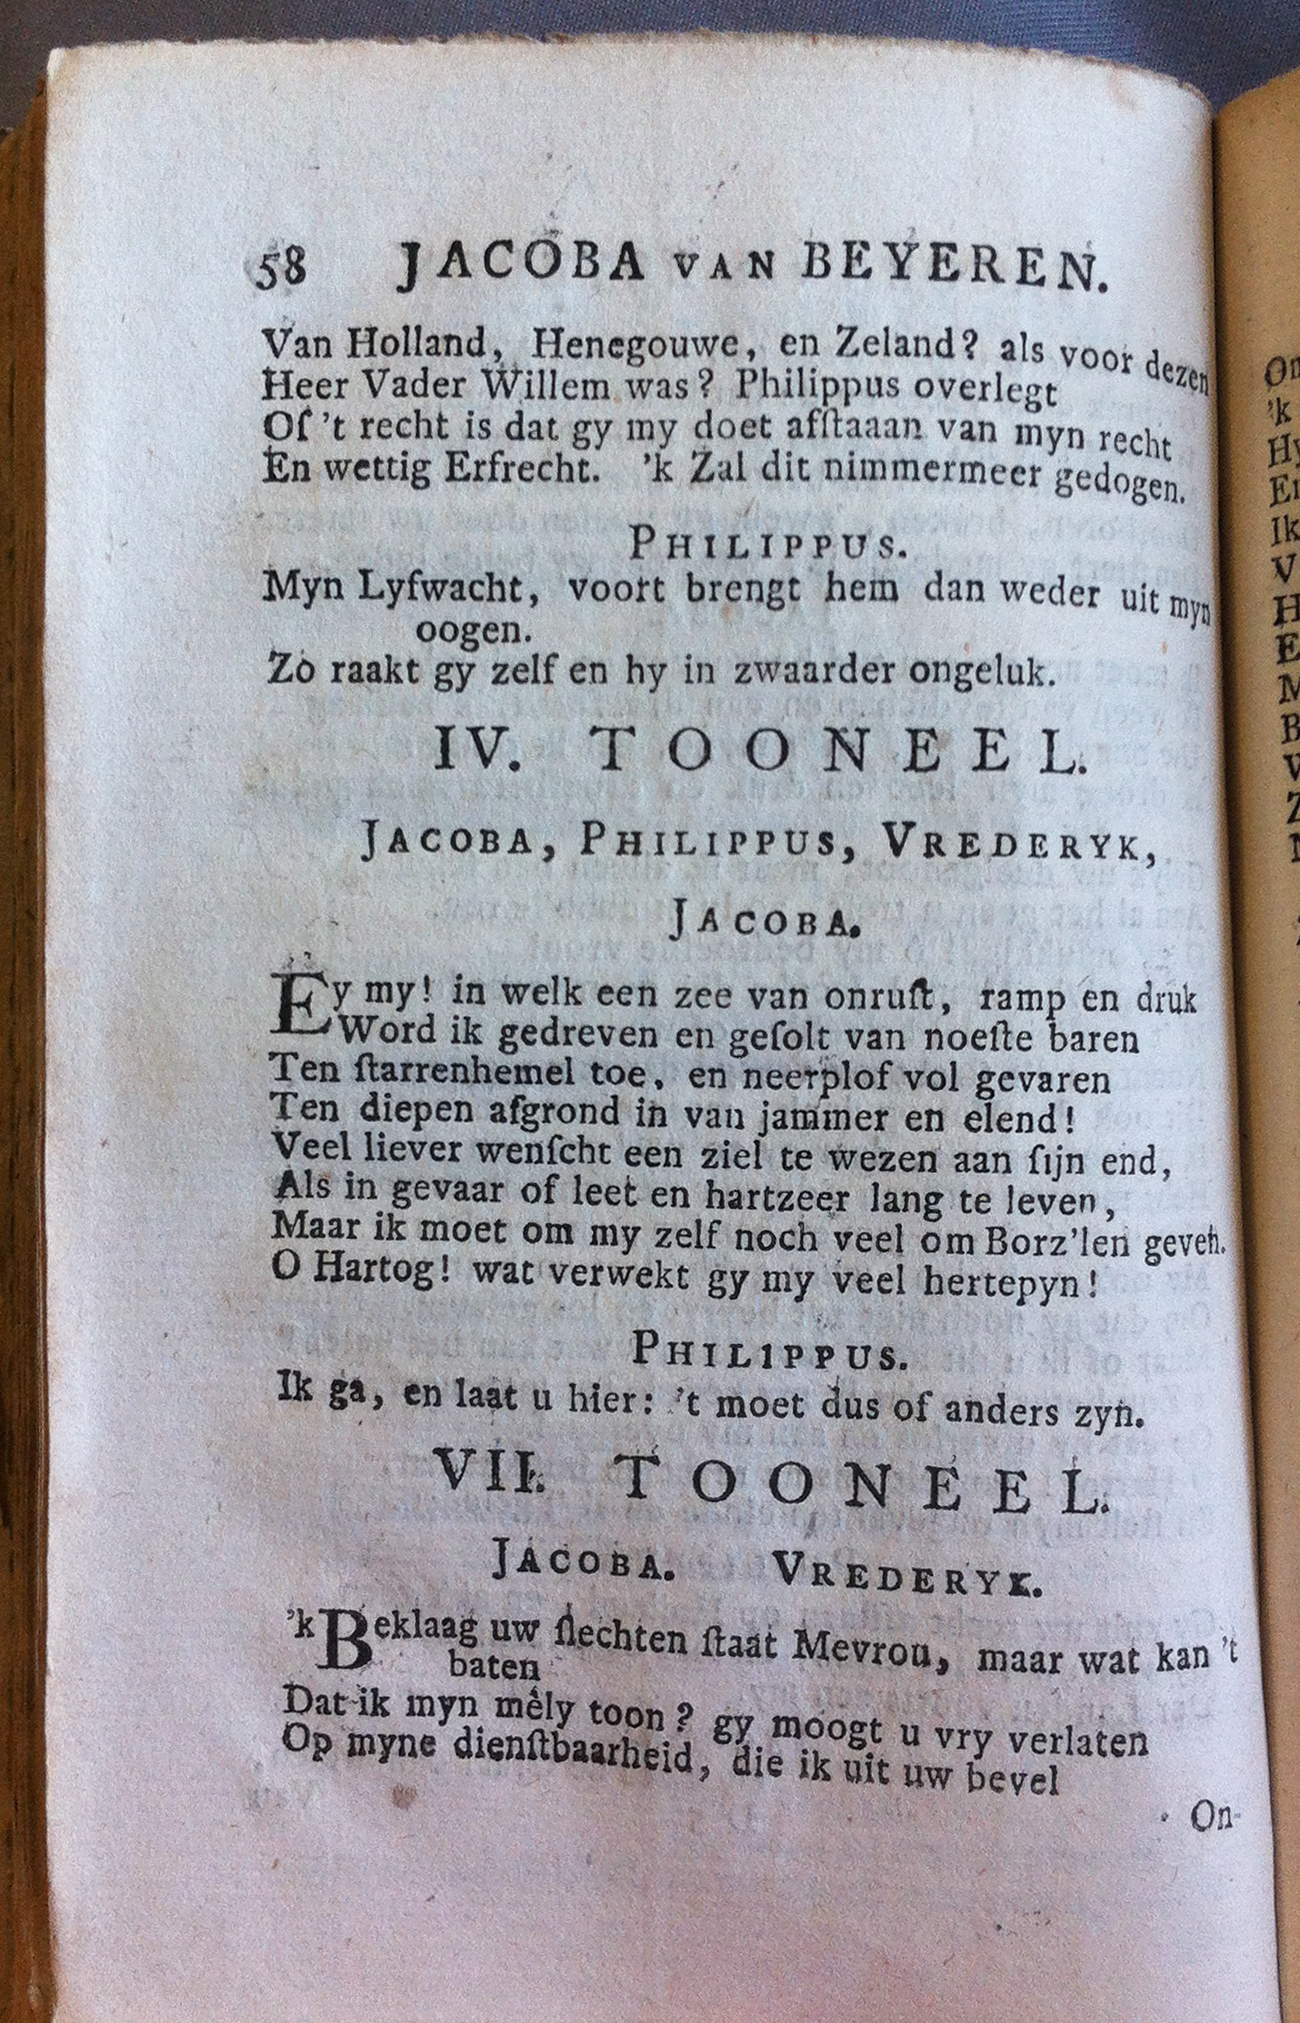 58 JACOBA VAN BEYEREN.
Van Holland, Henegouwe, en Zeland? als voor dezen
Heer Vader Willem was? Philippus overlegt
Of 't recht is dat gy my doet afſtaaan van myn recht
En wettig Erfrecht. 'k Zal dit nimmermeer gedogen.
PHILIPPUS.
Myn Lyfwacht, voort brengt hem dan weder uit myn
oogen.
Zo raakt gy zelf en hy in zwaarder ongeluk.
IV. TOONEEL.
JACOBA, PHILIPPUS, VREDERYK,
JACOBA.
Ey my! in welk een zee van onruſt, ramp en druk
Word ik gedreven en geſolt van noeſte baren
Ten ſtarrenhemel toe, en neerplof vol gevaren
Ten diepen afgrond in van jammer en elend!
Veel liever wenſcht een ziel te wezen aan ſijn end,
Als in gevaar of leet en hartzeer lang te leven,
Maar ik moet om my zelf noch veel om Borz'len geven.
O Hartog! wat verwekt gy my veel hertepyn!
PHILIPPUS.
Ik ga, en laat u hier: 't moet dus of anders zyn.
VII. TOONEEL.
JACOBA. VREDERYK.
'k Beklaag uw ſlechten ſtaat Mevrou, maar wat kan 't
baten
Dat ik myn mêly toon? gy moogt u vry verlaten
Op myne dienſtbaarheid, die ik uit uw bevel
On-
'k
Hy
Ik